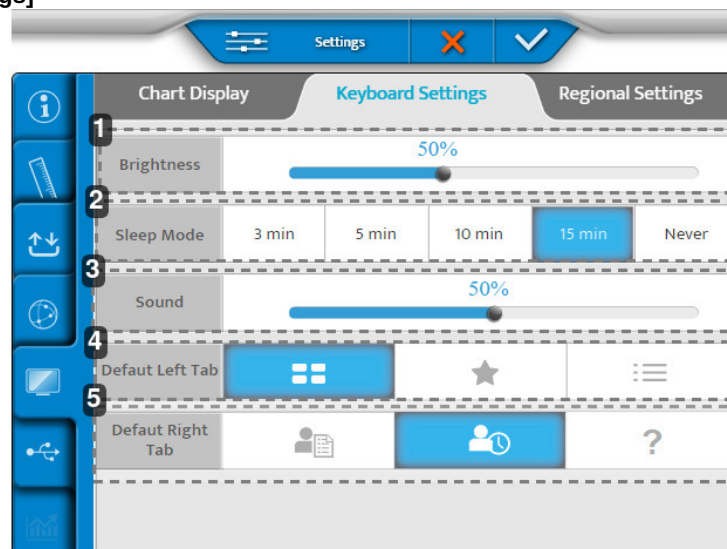 gs]
Settings
Chart Display Keyboard Settings Regional Settings
1
Brightness 50%
2
Sleep Mode 3 min 5 min 10 min 15 min Never
3
Sound 50%
4
Defaut Left Tab
5
Defaut Right
Tab ?